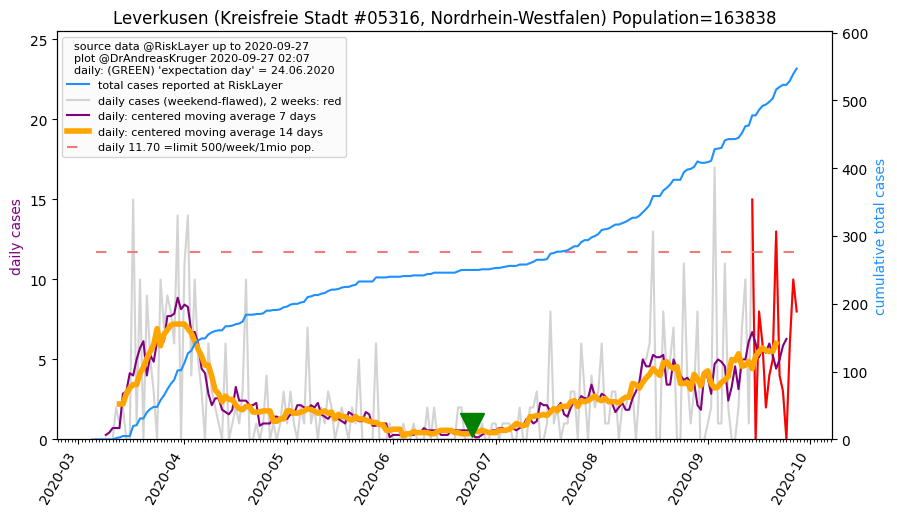 Leverkusen (Kreisfreie Stadt #05316, Nordrhein-Westfalen) Population=163838
source data @RiskLayer up to 2020-09-27
plot @DrAndreasKruger 2020-09-27 02:07
daily: (GREEN) 'expectation day' = 24.06.2020
total cases reported at RiskLayer
daily cases (weekend-flawed), 2 weeks: red
daily: centered moving average 7 days
daily: centered moving average 14 days
daily 11.70 =limit 500/week/1mio pop.
daily cases
25
20
15
10
5
0
cumulative total cases
600
500
400
300
200
100
0
2020-03
2020-04
2020-05
2020-06
2020-07
2020-08
2020-09
2020-10